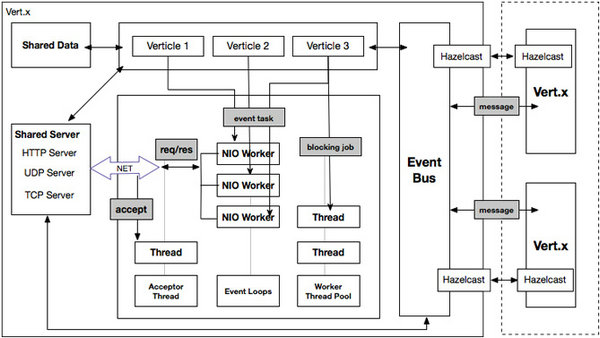 Vert.x
Shared Data
Verticle 1
Verticle 2
Verticle 3
Hazelcast
Hazelcast
Vert.x
event task
message
Shared Server
HTTP Server
UDP Server
TCP Server
req/res
NIO Worker
blocking job
NET
NIO Worker
Event
Bus
accept
NIO Worker
Thread
message
Vert.x
Thread
Thread
Acceptor
Thread
Event Loops
Worker
Thread Pool
Hazelcast
Hazelcast